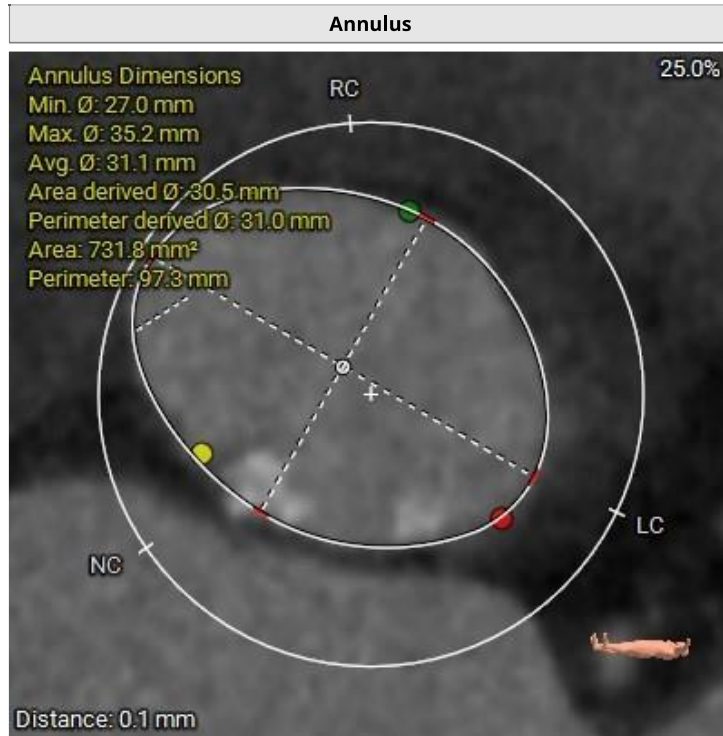 Annulus
25.0%
Annulus Dimensions
Min. Ø: 27.0 mm
Max. Ø: 35.2 mm
Avg. Ø: 31.1 mm
Area derived Ø: 30.5 mm
Perimeter derived Ø: 31.0 mm
Area: 731.8 mm²
Perimeter: 97.3 mm
RC
LC
NC
Distance: 0.1 mm